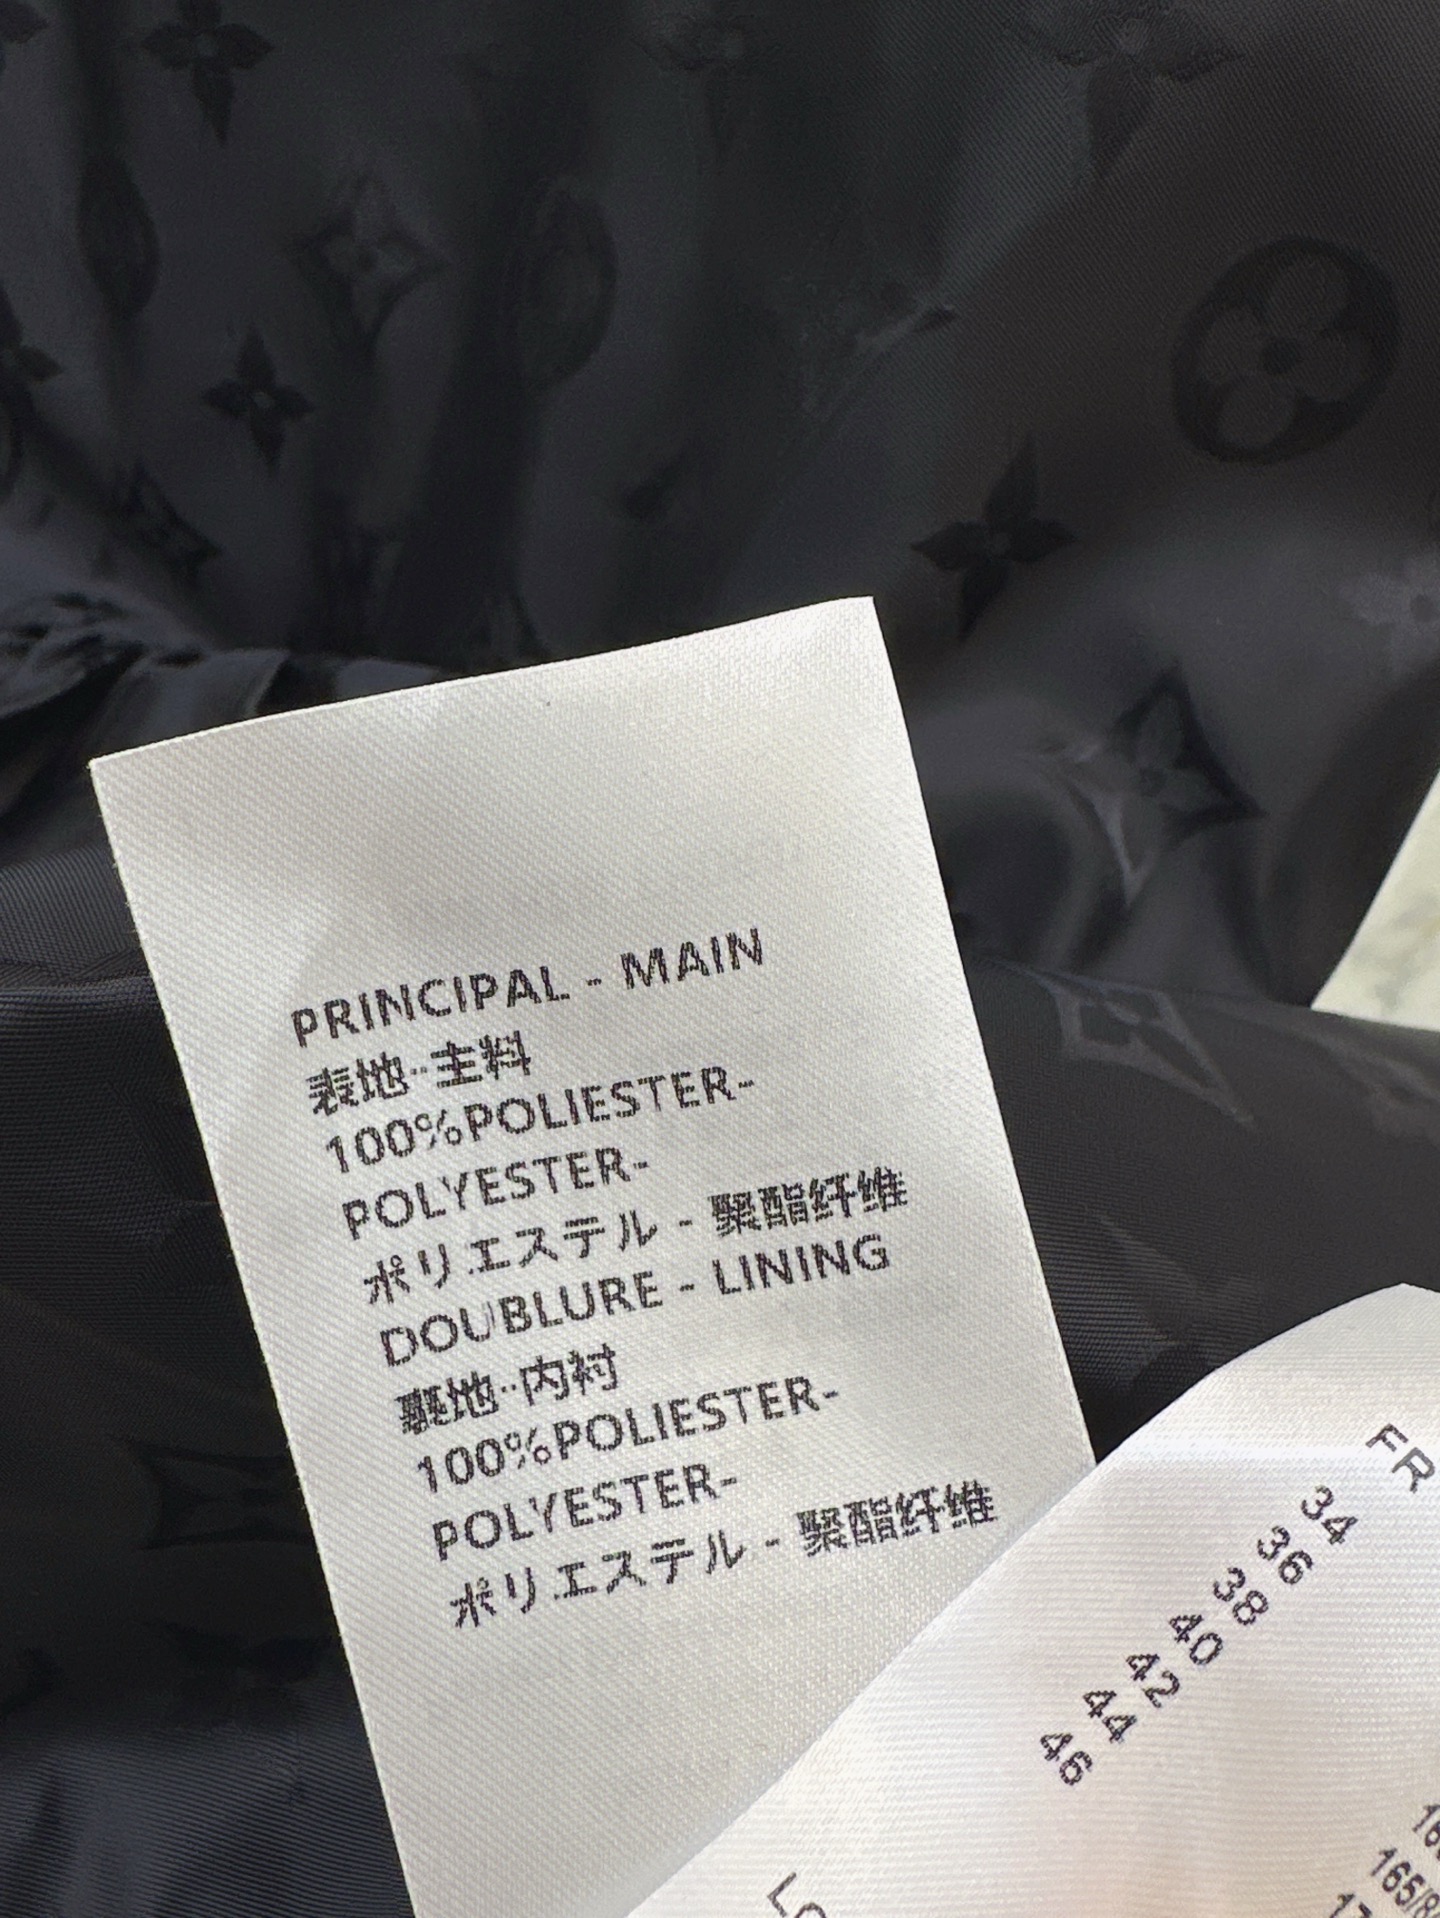 PRINCIPAL - MAIN
表地··主料
100%POLIESTER-
POLYESTER-
ポリエステル - 聚酯纤维
DOUBLURE - LINING
裏地··内村
100%POLIESTER-
POLYESTER-
ポリエステル - 聚酯纤维
FR
34
36
38
40
42
44
46